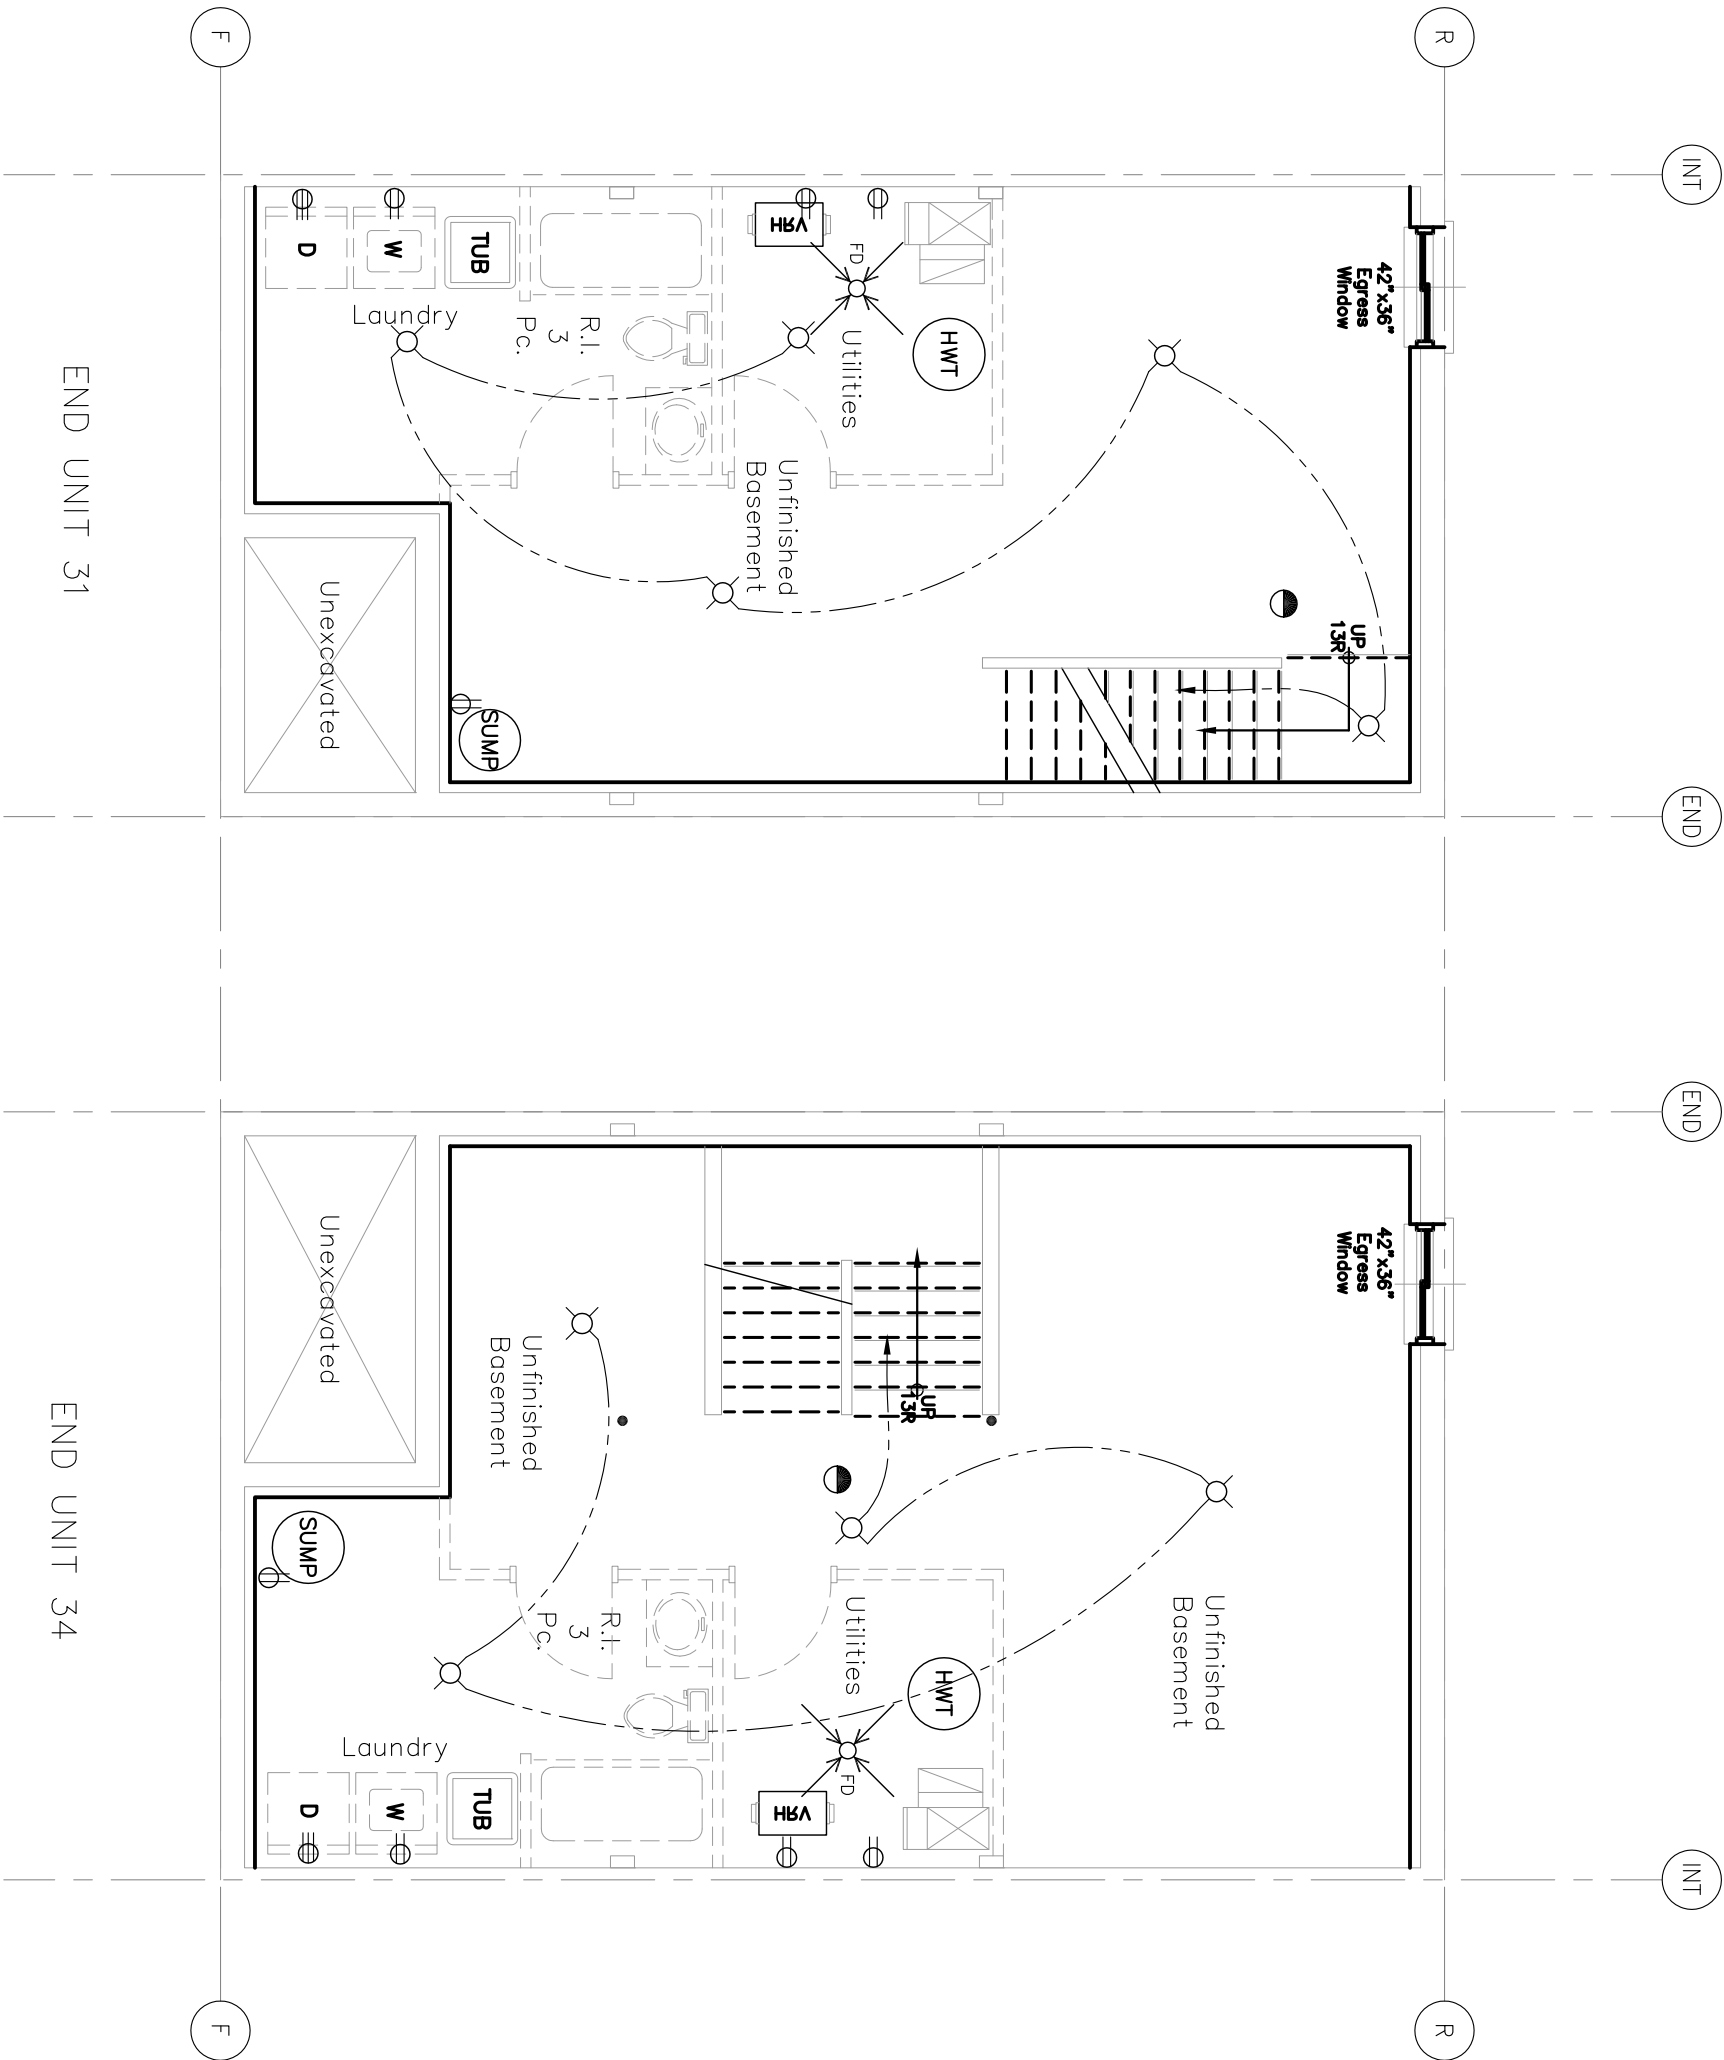 F
R
INT
D
W
TUB
HRV
FD
42"x36"
Egress
Window
Laundry
R.I.
3
Pc.
Utilities
HWT
END UNIT 31
Unfinished
Basement
Unexcavated
UP
13R
SUMP
END
END
Unexcavated
42"x36"
Egress
Window
Unfinished
Basement
UP
13R
END UNIT 34
SUMP
R.I.
3
Pc.
Utilities
HWT
Unfinished
Basement
Laundry
FD
D
W
TUB
HRV
INT
F
R